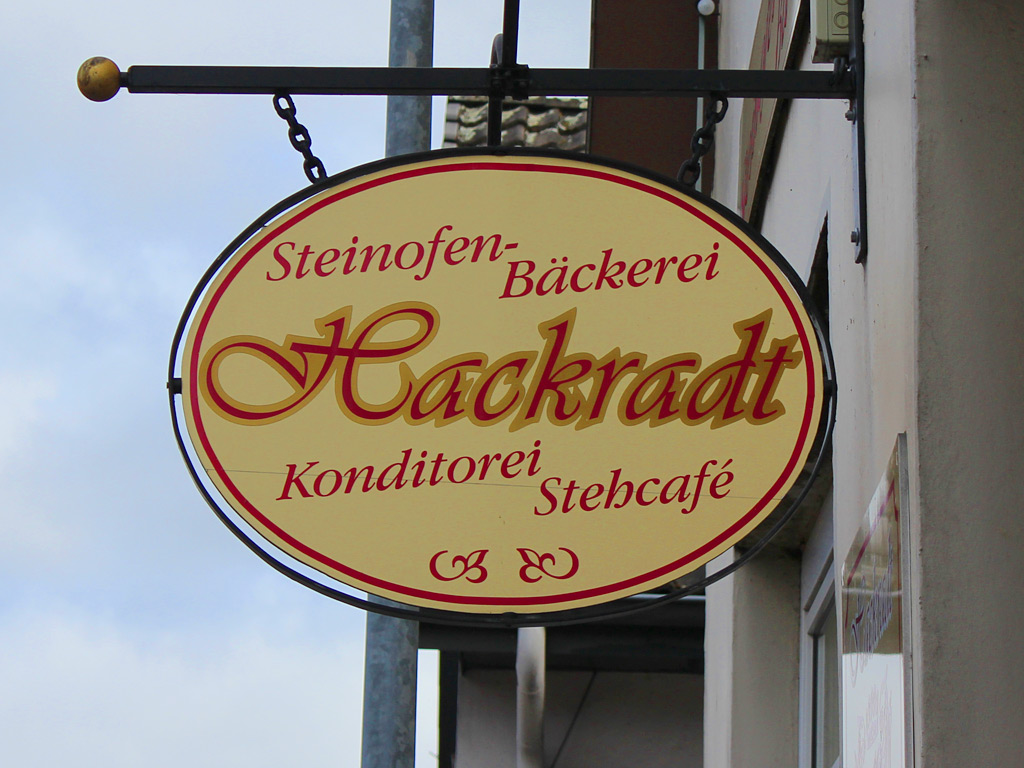 Steinofen-
Bäckerei
Hackradt
Konditorei
Stehcafé